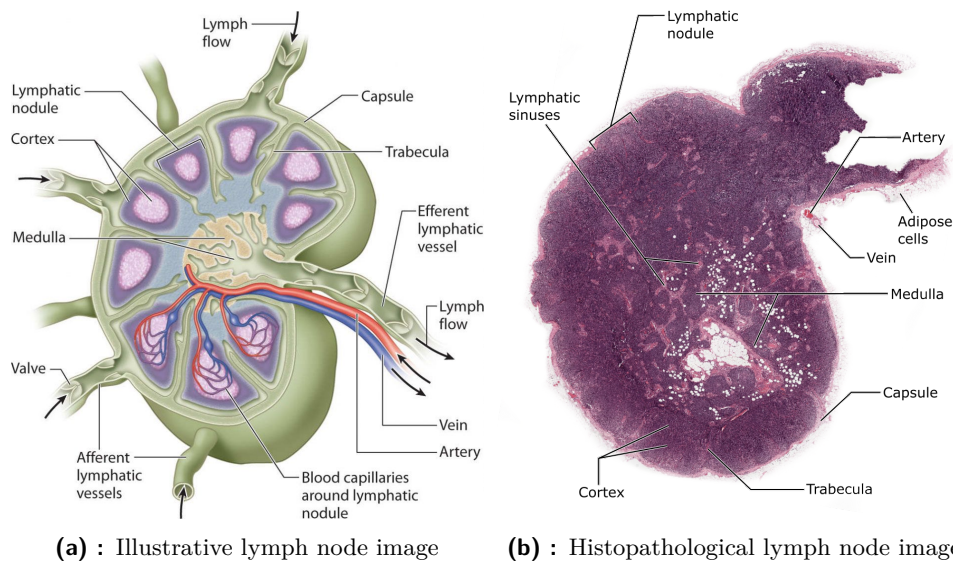 Lymph
flow
Lymphatic
nodule
Cortex
Capsule
Trabecula
Medulla
Efferent
lymphatic
vessel
Lymph
flow
Valve
Vein
Artery
Afferent
lymphatic
vessels
Blood capillaries
around lymphatic
nodule
(a) : Illustrative lymph node image
Lymphatic
nodule
Lymphatic
sinuses
Artery
Adipose
cells
Vein
Medulla
Capsule
Cortex
Trabecula
(b) : Histopathological lymph node image